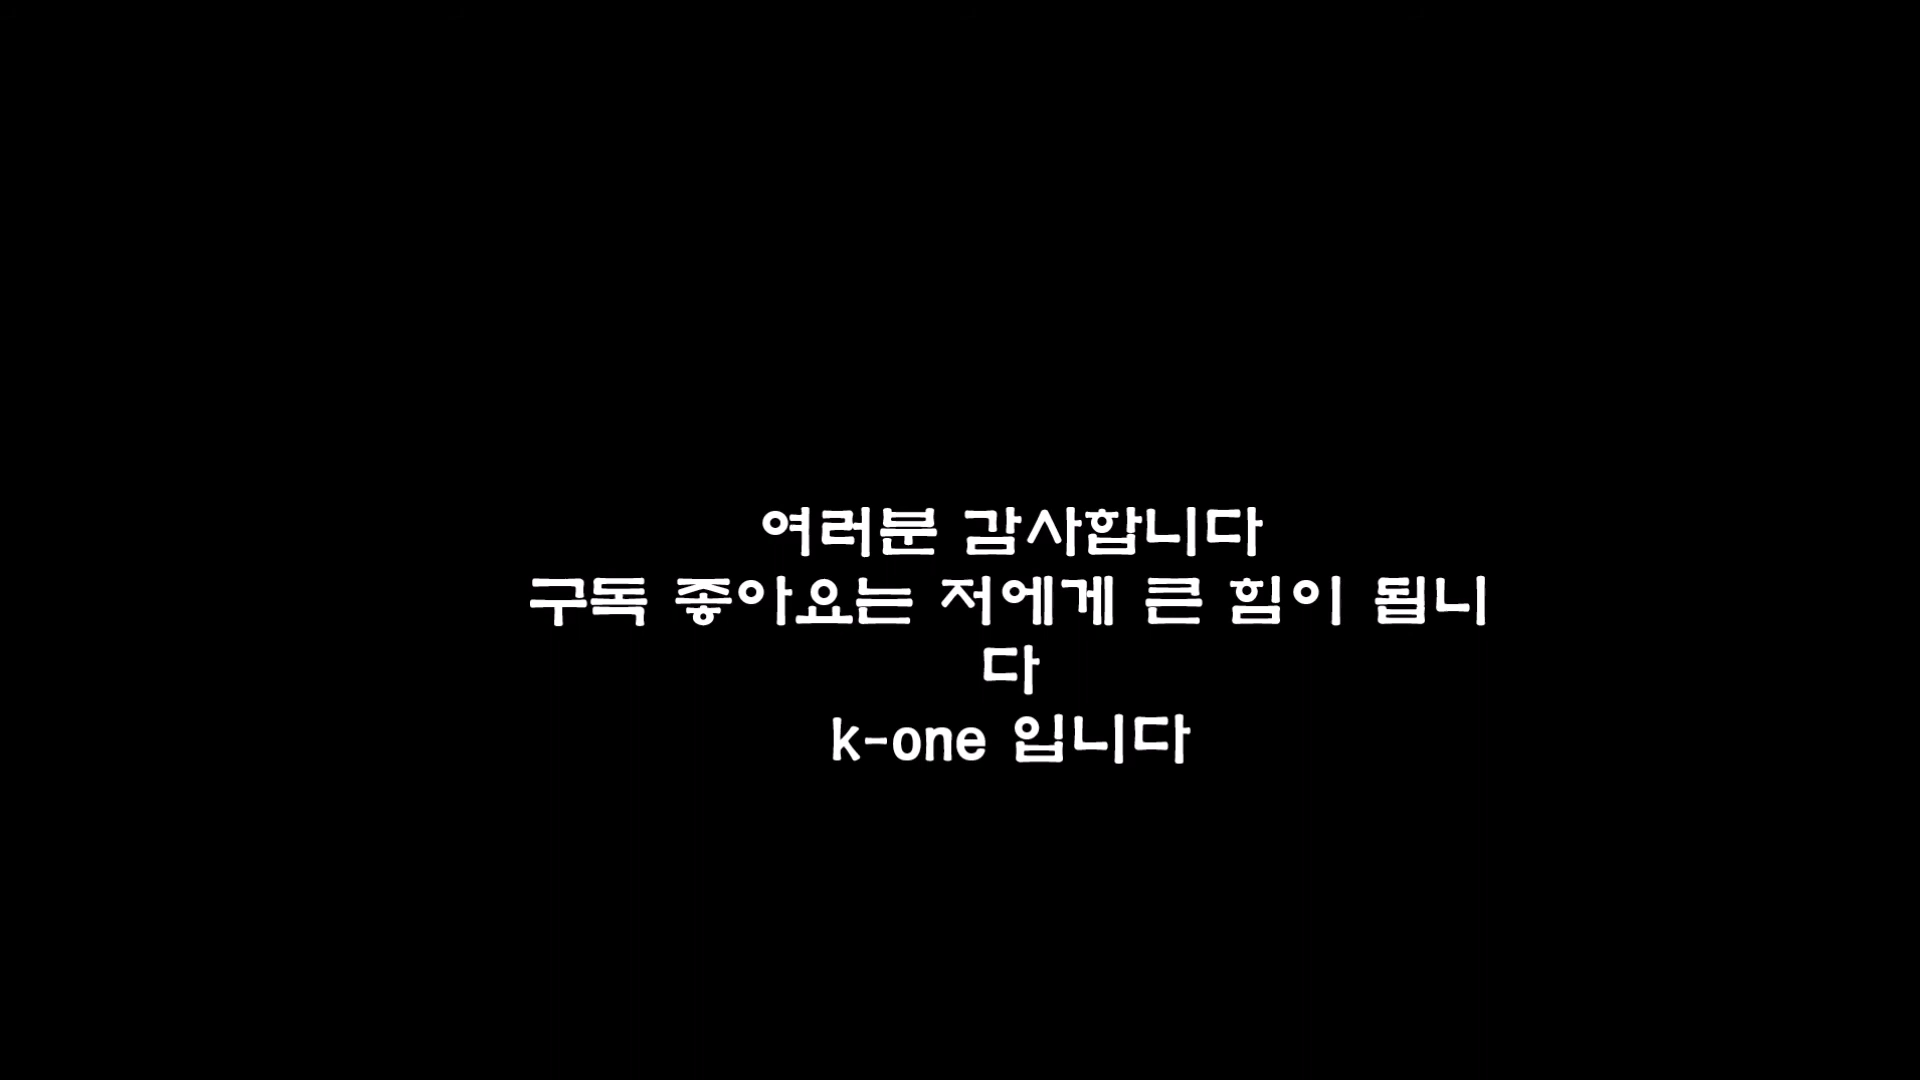 여러분 감사합니다
구독 좋아요는 저에게 큰 힘이 됩니
다
k-one 입니다